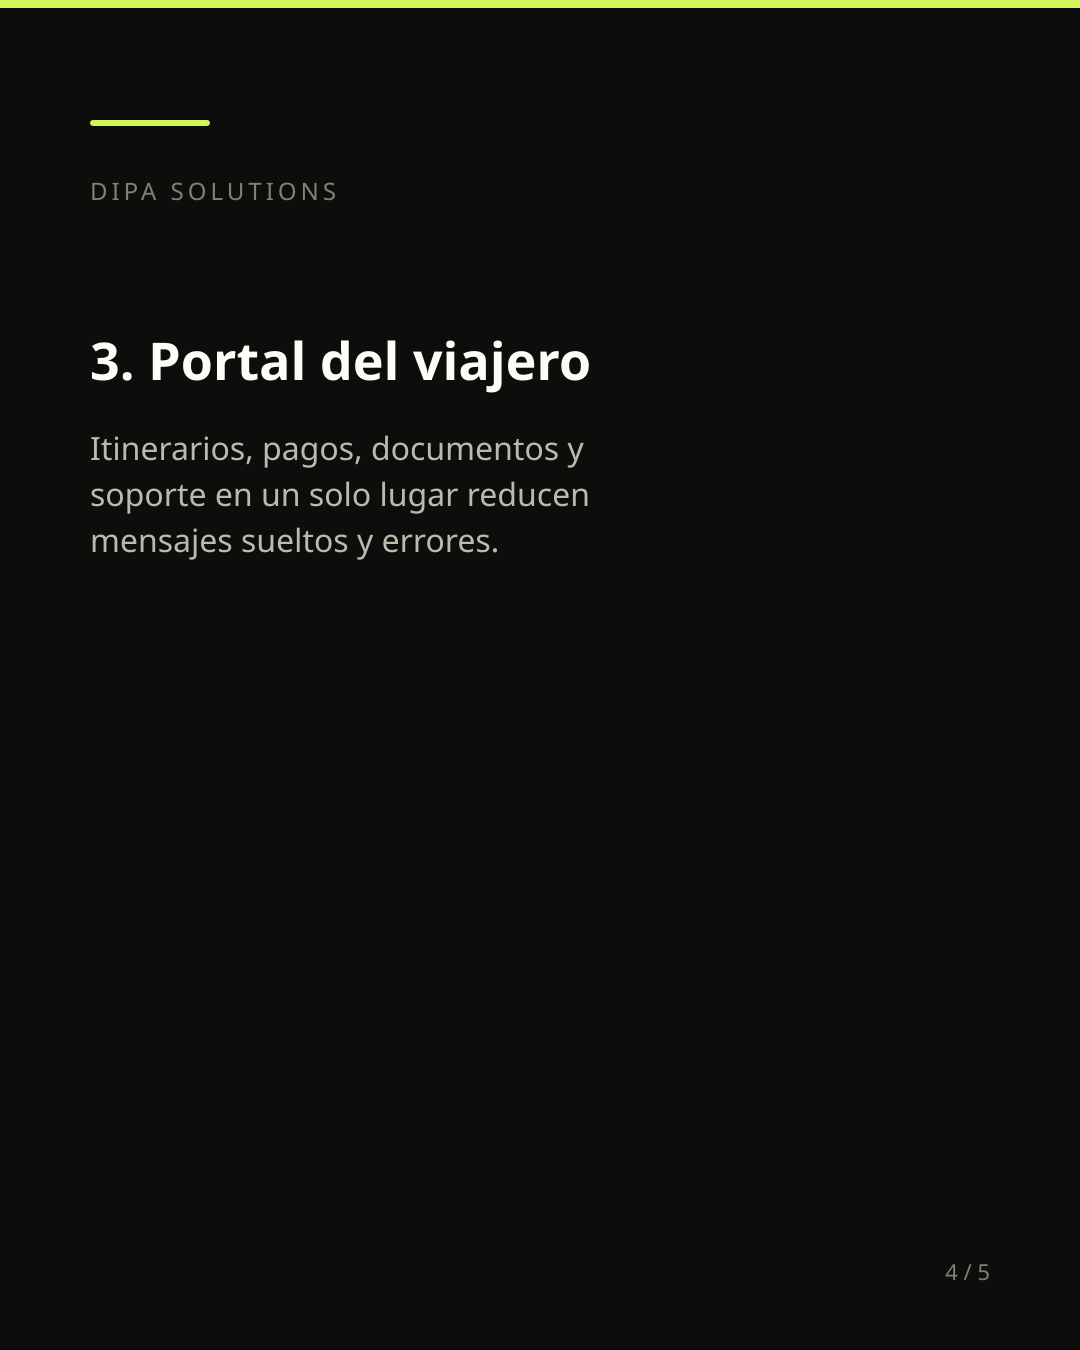 DIPA SOLUTIONS
3. Portal del viajero
Itinerarios, pagos, documentos y
soporte en un solo lugar reducen
mensajes sueltos y errores.
4 / 5